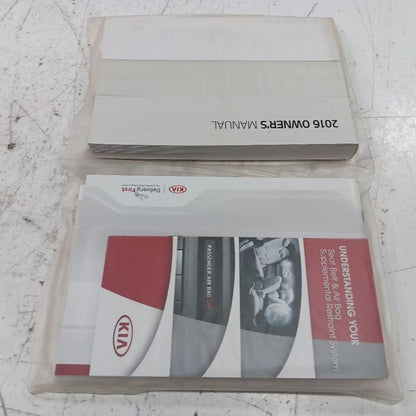 2016 OWNER'S MANUAL
KIA
Delivery First
UNDERSTANDING YOUR
Seat Belt & Air Bag
Supplemental Restraint System
PASSENGER AIR BAG
KIA